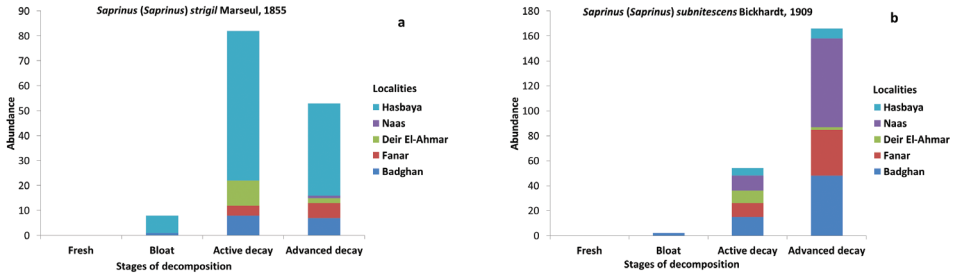 Saprinus (Saprinus) strigil Marseul, 1855
a
Abundance
90
80
70
60
50
40
30
20
10
0
Localities
Hasbaya
Naas
Deir El-Ahmar
Fanar
Badghan
Fresh Bloat Active decay Advanced decay
Stages of decomposition
Saprinus (Saprinus) subnitescens Bickhardt, 1909
b
Abundance
180
160
140
120
100
80
60
40
20
0
Localities
Hasbaya
Naas
Deir El-Ahmar
Fanar
Badghan
Fresh Bloat Active decay Advanced decay
Stages of decomposition